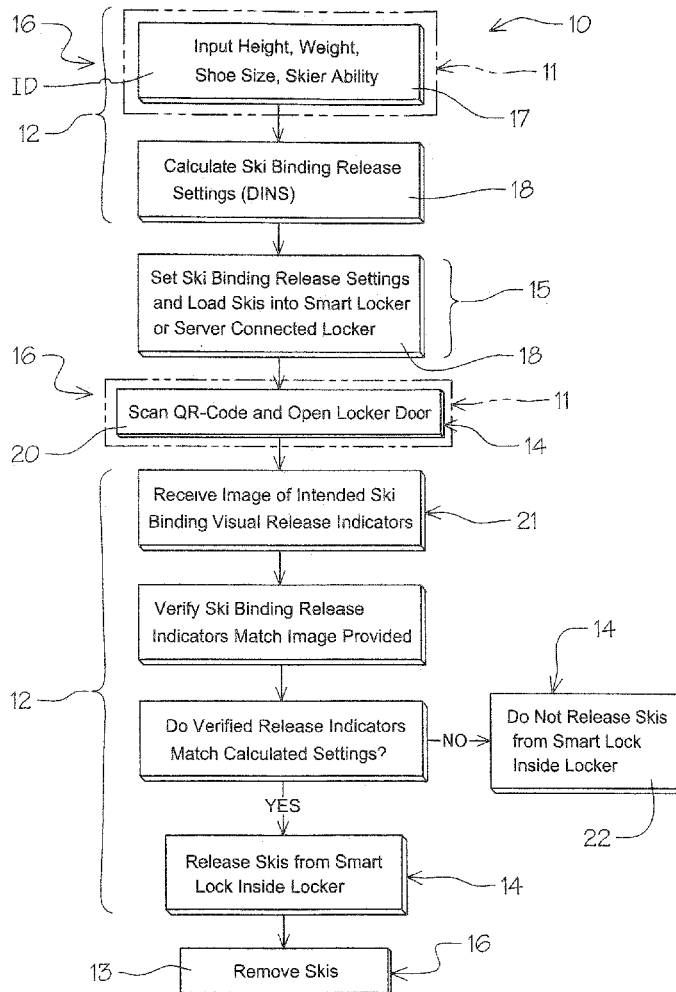 16
10
Input Height, Weight,
Shoe Size, Skier Ability
11
ID
17
12
Calculate Ski Binding Release
Settings (DINS)
18
Set Ski Binding Release Settings
and Load Skis into Smart Locker
or Server Connected Locker
15
18
16
11
Scan QR-Code and Open Locker Door
20
14
Receive Image of Intended Ski
Binding Visual Release Indicators
21
Verify Ski Binding Release
Indicators Match Image Provided
12
14
Do Verified Release Indicators
Match Calculated Settings?
NO
Do Not Release Skis
from Smart Lock
Inside Locker
22
YES
Release Skis from Smart
Lock Inside Locker
14
13
Remove Skis
16